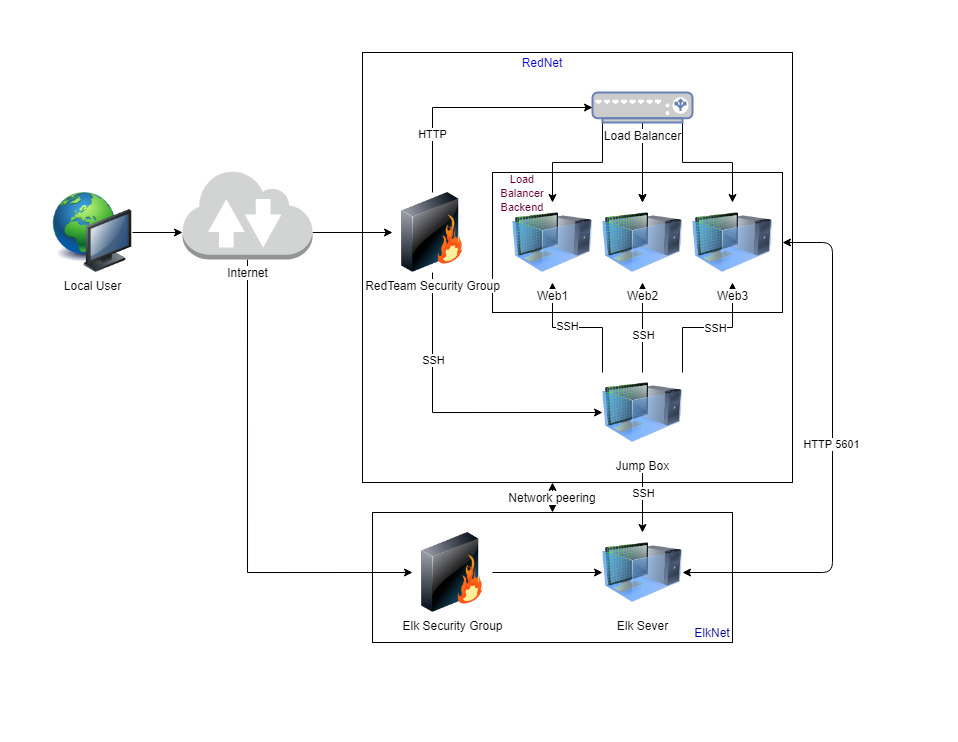 RedNet
HTTP
Load Balancer
Load
Balancer
Backend
Local User
Internet
RedTeam Security Group
Web1
Web2
Web3
SSH
SSH
SSH
SSH
HTTP 5601
Jump Box
Network peering
SSH
Elk Security Group
Elk Sever
ElkNet